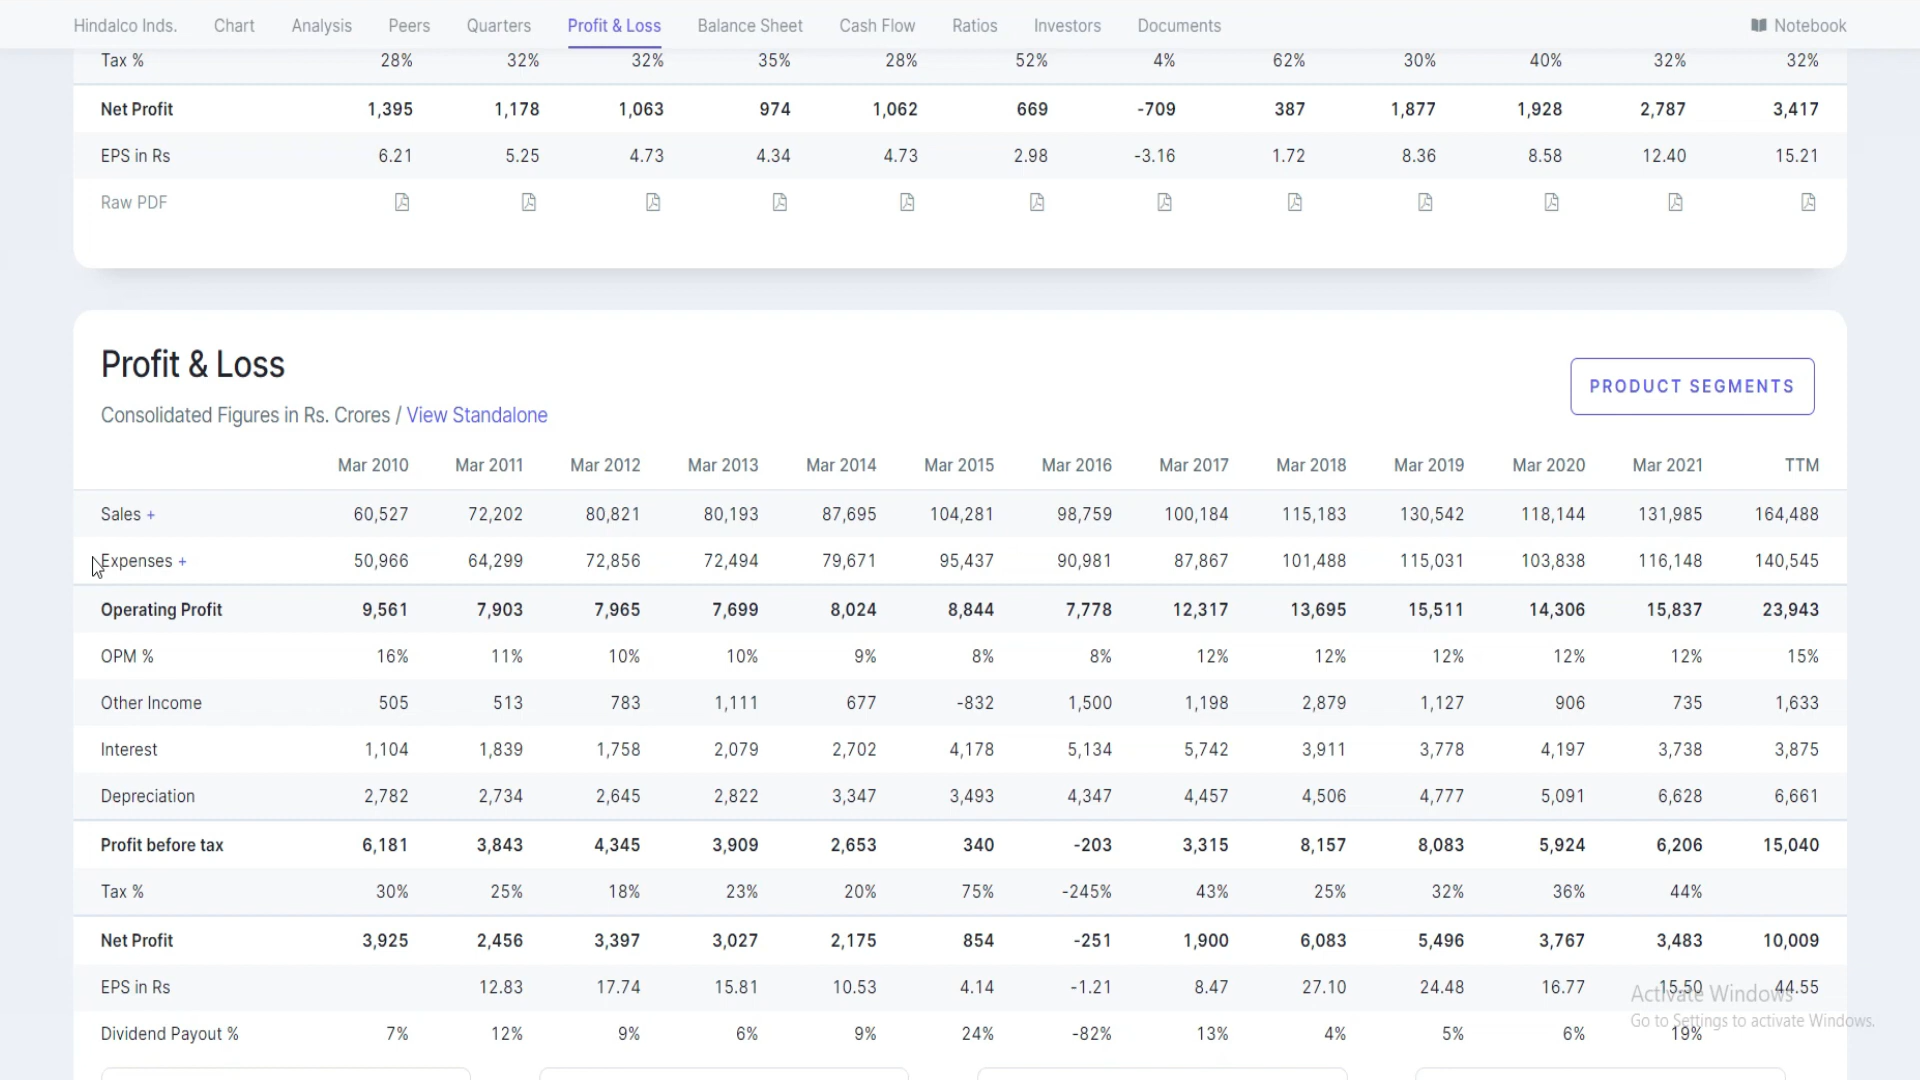 Hindalco Inds. Chart Analysis Peers Quarters Profit & Loss Balance Sheet Cash Flow Ratios Investors Documents Notebook
Tax % 28% 32% 32% 35% 28% 52% 4% 62% 30% 40% 32% 32%
Net Profit 1,395 1,178 1,063 974 1,062 669 -709 387 1,877 1,928 2,787 3,417
EPS in Rs 6.21 5.25 4.73 4.34 4.73 2.98 -3.16 1.72 8.36 8.58 12.40 15.21
Raw PDF
Profit & Loss
PRODUCT SEGMENTS
Consolidated Figures in Rs. Crores / View Standalone
Mar 2010 Mar 2011 Mar 2012 Mar 2013 Mar 2014 Mar 2015 Mar 2016 Mar 2017 Mar 2018 Mar 2019 Mar 2020 Mar 2021 TTM
Sales + 60,527 72,202 80,821 80,193 87,695 104,281 98,759 100,184 115,183 130,542 118,144 131,985 164,488
Expenses + 50,966 64,299 72,856 72,494 79,671 95,437 90,981 87,867 101,488 115,031 103,838 116,148 140,545
Operating Profit 9,561 7,903 7,965 7,699 8,024 8,844 7,778 12,317 13,695 15,511 14,306 15,837 23,943
OPM % 16% 11% 10% 10% 9% 8% 8% 12% 12% 12% 12% 12% 15%
Other Income 505 513 783 1,111 677 -832 1,500 1,198 2,879 1,127 906 735 1,633
Interest 1,104 1,839 1,758 2,079 2,702 4,178 5,134 5,742 3,911 3,778 4,197 3,738 3,875
Depreciation 2,782 2,734 2,645 2,822 3,347 3,493 4,347 4,457 4,506 4,777 5,091 6,628 6,661
Profit before tax 6,181 3,843 4,345 3,909 2,653 340 -203 3,315 8,157 8,083 5,924 6,206 15,040
Tax % 30% 25% 18% 23% 20% 75% -245% 43% 25% 32% 36% 44%
Net Profit 3,925 2,456 3,397 3,027 2,175 854 -251 1,900 6,083 5,496 3,767 3,483 10,009
EPS in Rs 12.83 17.74 15.81 10.53 4.14 -1.21 8.47 27.10 24.48 16.77 15.50 44.55
Activate Windows
Go to Settings to activate Windows.
Dividend Payout % 7% 12% 9% 6% 9% 24% -82% 13% 4% 5% 6% 19%